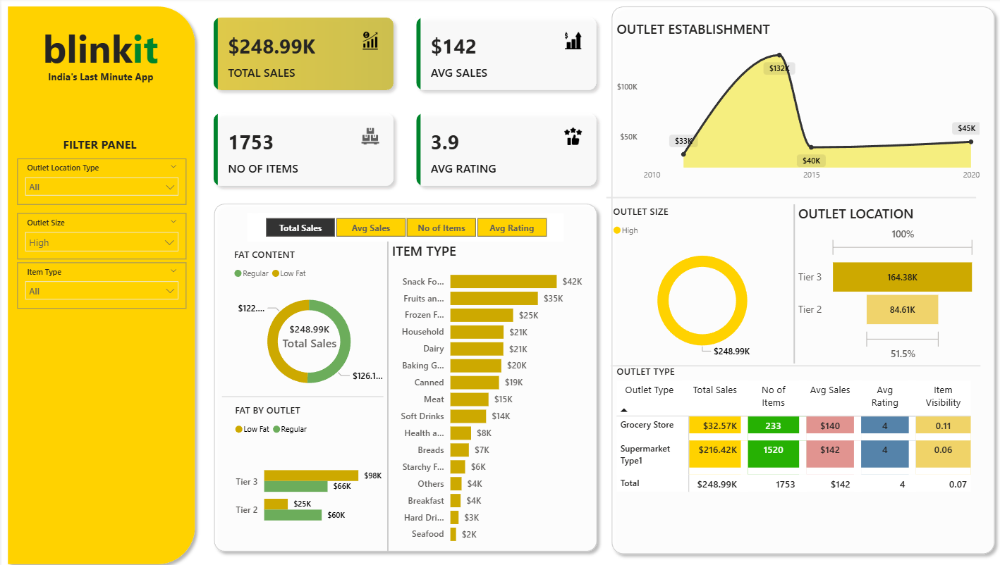 blinkit
India's Last Minute App
FILTER PANEL
Outlet Location Type
All
Outlet Size
High
Item Type
All
$248.99K
TOTAL SALES
$142
AVG SALES
1753
NO OF ITEMS
3.9
AVG RATING
Total Sales
Avg Sales
No of Items
Avg Rating
FAT CONTENT
Regular Low Fat
$122....
$248.99K
Total Sales
$126.1...
FAT BY OUTLET
Low Fat Regular
Tier 3 $98K
$66K
Tier 2 $25K
$60K
ITEM TYPE
Snack Fo... $42K
Fruits an... $35K
Frozen F... $25K
Household $21K
Dairy $21K
Baking G... $20K
Canned $19K
Meat $15K
Soft Drinks $14K
Health a... $8K
Breads $7K
Starchy F... $6K
Others $4K
Breakfast $4K
Hard Dri... $3K
Seafood $2K
OUTLET ESTABLISHMENT
$100K
$50K
$33K
$132K
$40K
$45K
2010 2015 2020
OUTLET SIZE
High
$248.99K
OUTLET LOCATION
100%
Tier 3 164.38K
Tier 2 84.61K
51.5%
OUTLET TYPE
Outlet Type Total Sales No of Items Avg Sales Avg Rating Item Visibility
Grocery Store $32.57K 233 $140 4 0.11
Supermarket Type1 $216.42K 1520 $142 4 0.06
Total $248.99K 1753 $142 4 0.07